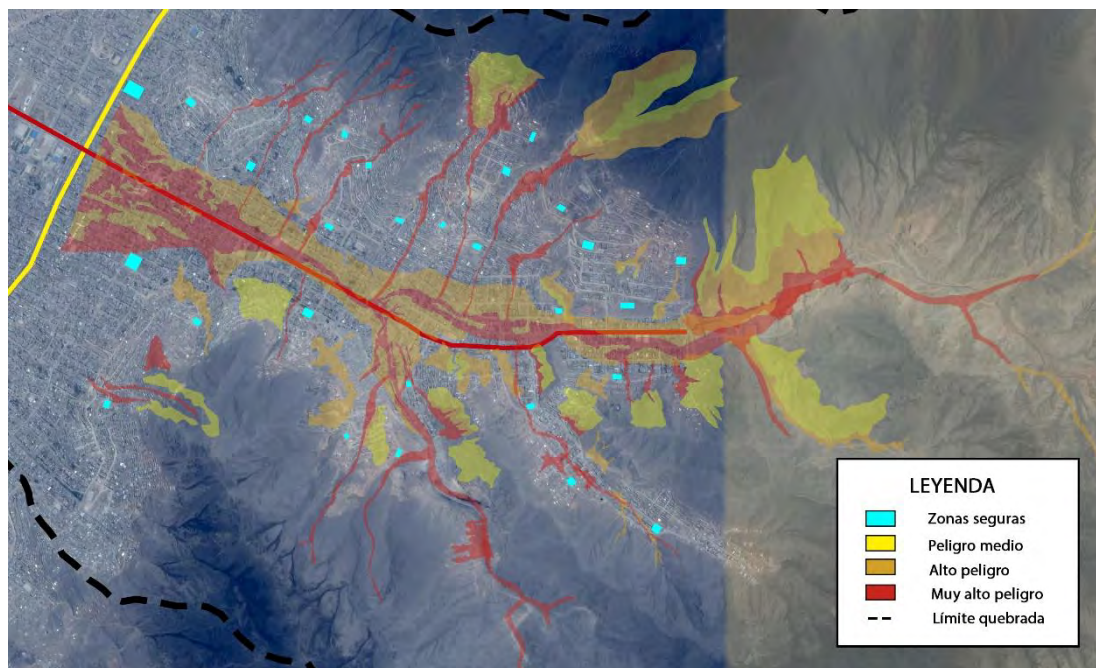 LEYENDA
Zonas seguras
Peligro medio
Alto peligro
Muy alto peligro
Límite quebrada